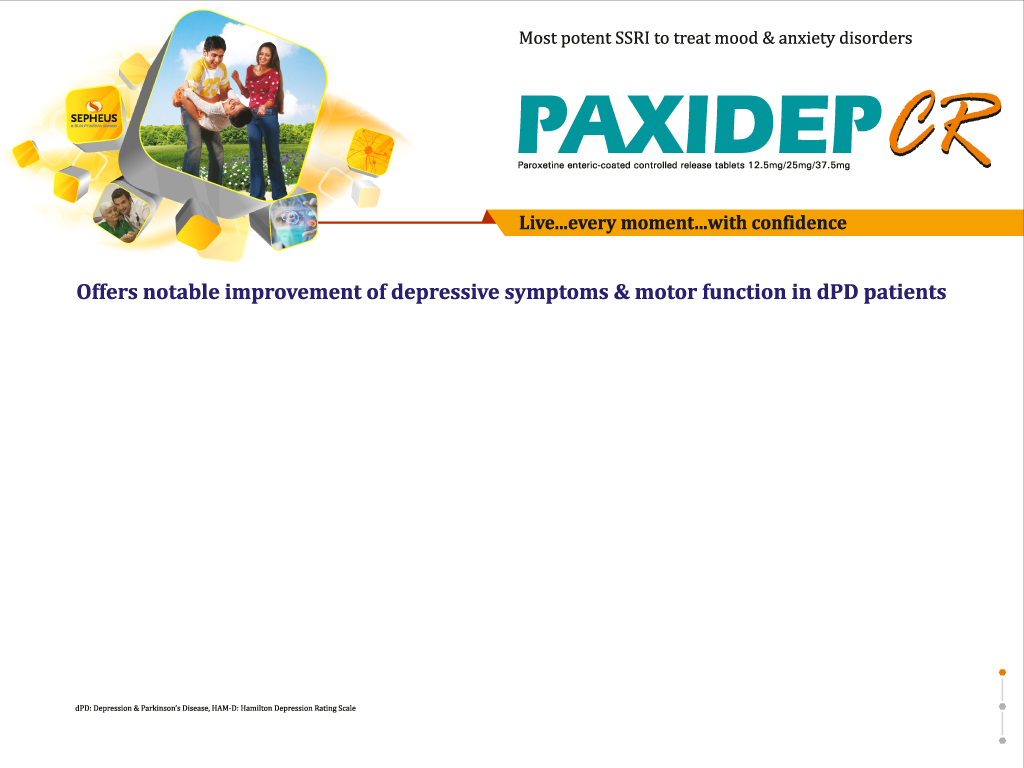 Most potent SSRI to treat mood & anxiety disorders
PAXIDEP CR
Paroxetine enteric-coated controlled release tablets 12.5mg/25mg/37.5mg
SEPHEUS
A SUN PHARMA DIVISION
Live...every moment...with confidence
Offers notable improvement of depressive symptoms & motor function in dPD patients
dPD: Depression & Parkinson's Disease, HAM-D: Hamilton Depression Rating Scale